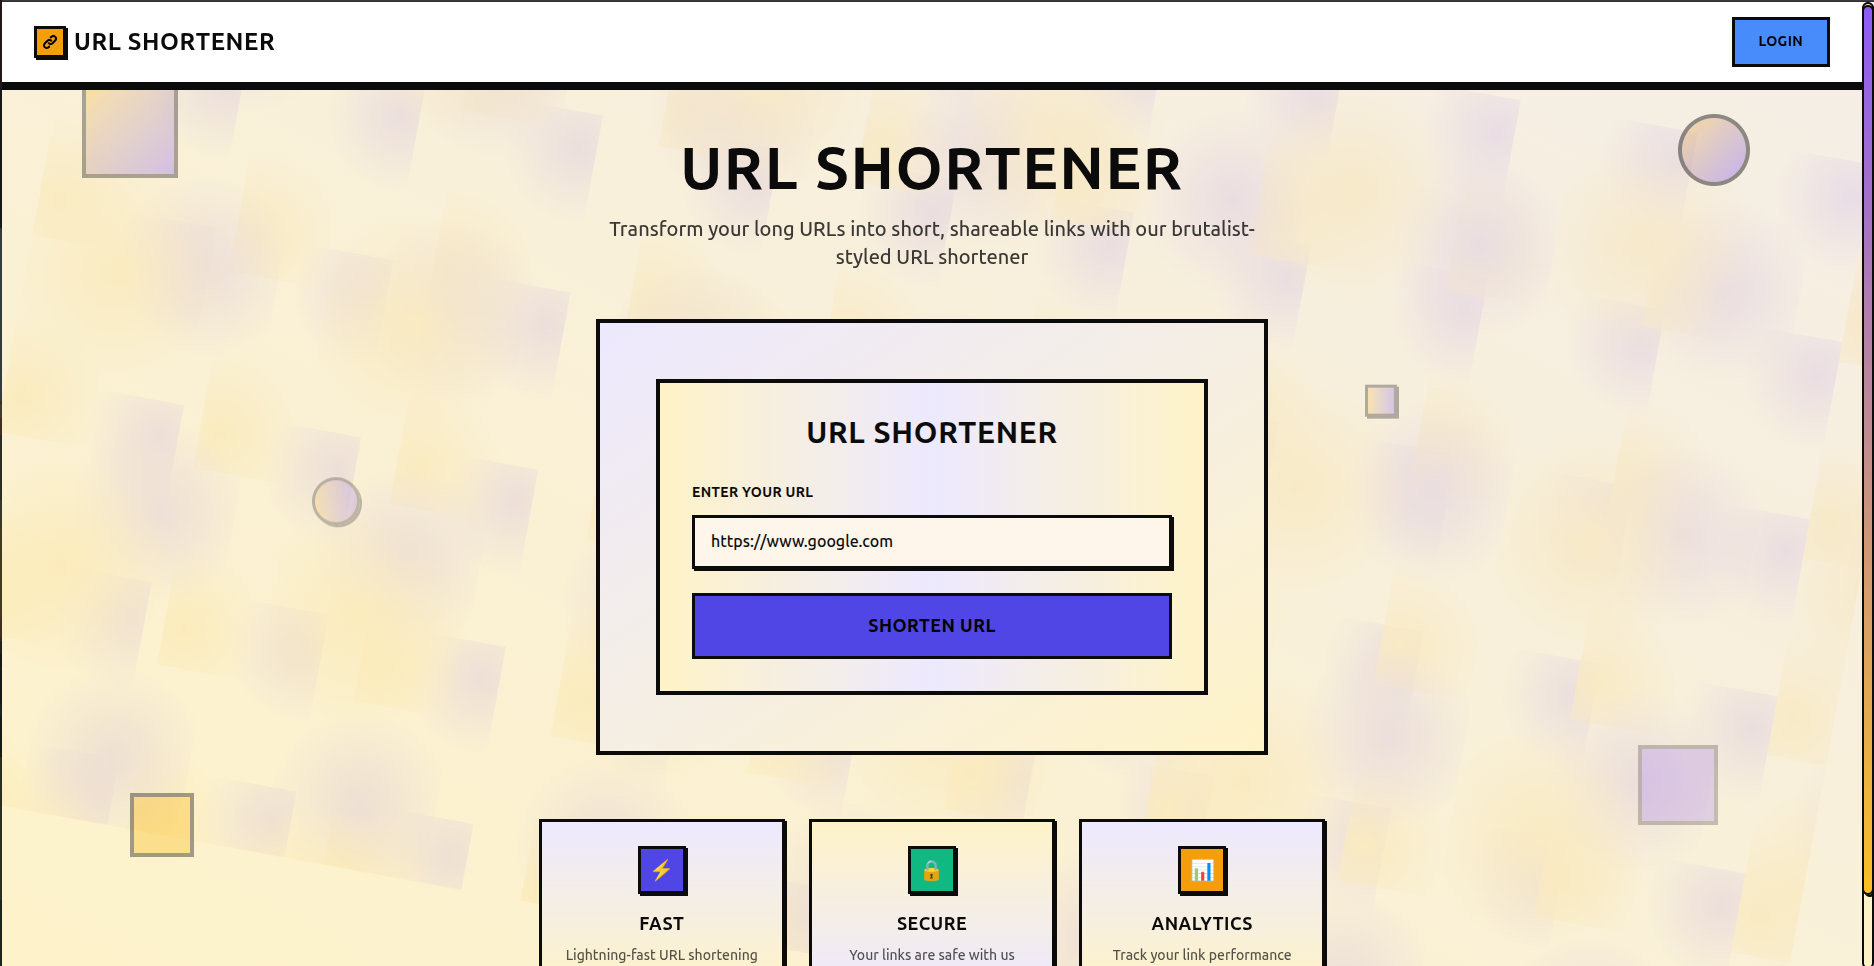 URL SHORTENER
LOGIN
URL SHORTENER
Transform your long URLs into short, shareable links with our brutalist-
styled URL shortener
URL SHORTENER
ENTER YOUR URL
https://www.google.com
SHORTEN URL
FAST
Lightning-fast URL shortening
SECURE
Your links are safe with us
ANALYTICS
Track your link performance